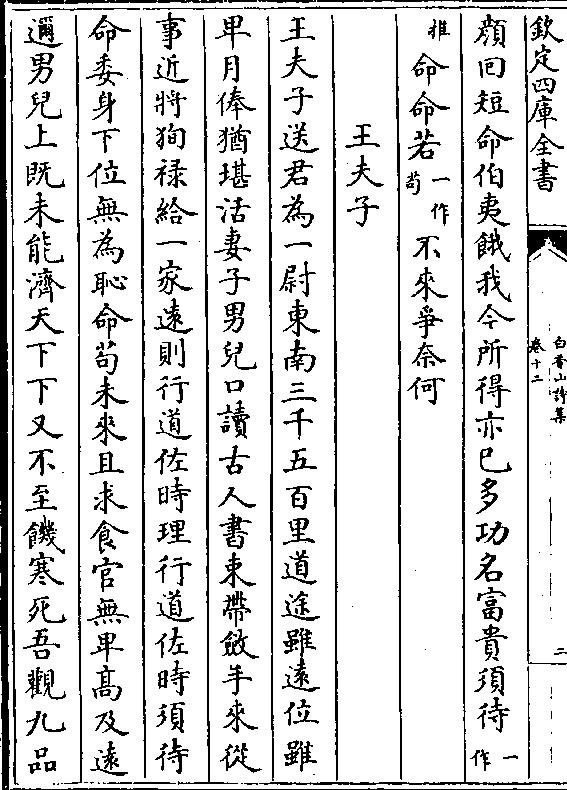 欽定四庫全書
白香山詩集
卷十二
二
顔回短命伯夷餓我今所得亦已多功名富貴須待一作
推命命若一作苟不來爭奈何
王夫子
王夫子送君為一尉東南三千五百里道途雖遠位雖
卑月俸猶堪活妻子男兒口讀古人書束帶斂手來從
事近將狥禄給一家遠則行道佐時理行道佐時須待
命委身下位無為恥命苟未來且求食官無卑髙及逺
邇男兒上既未能濟天下下又不至饑寒死吾觀九品